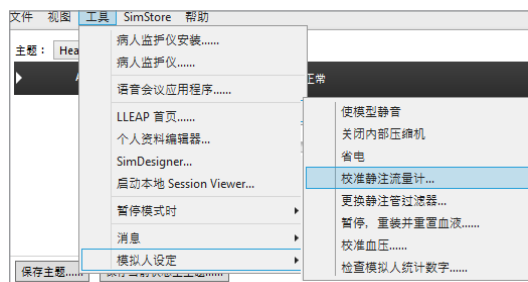 文件 视图 工具 SimStore 帮助
主题： Hea
正常
病人监护仪安装......
病人监护仪......
语音会议应用程序......
LLEAP 首页......
个人资料编辑器...
SimDesigner...
启动本地 Session Viewer...
暂停模式时
消息
模拟人设定
使模型静音
关闭内部压缩机
省电
校准静注流量计...
更换静注管过滤器...
暂停，重装并重置血液......
校准血压......
检查模拟人统计数字......
保存主题......